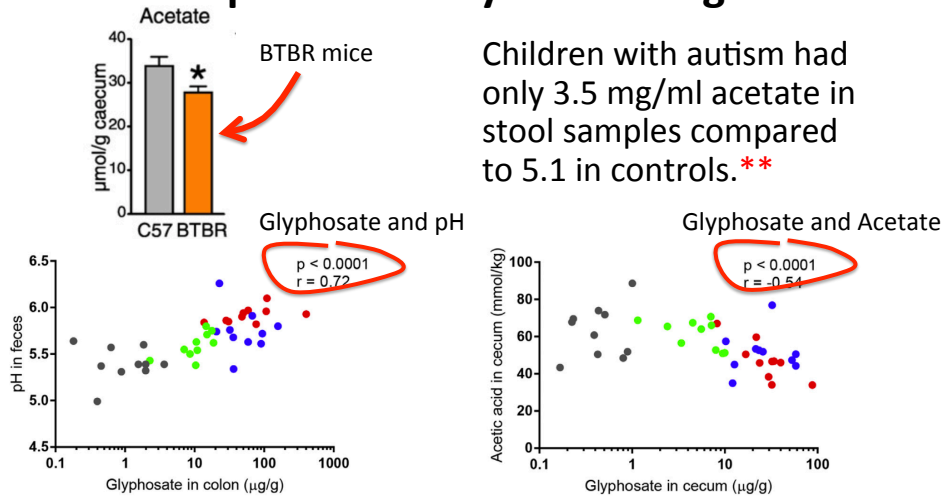 Acetate
40
30
20
10
0
µmol/g caecum
*
C57 BTBR
BTBR mice
Children with autism had
only 3.5 mg/ml acetate in
stool samples compared
to 5.1 in controls.**
Glyphosate and pH
p < 0.0001
r = 0.72
6.5
6.0
5.5
5.0
4.5
pH in feces
0.1 1 10 100 1000
Glyphosate in colon (µg/g)
Glyphosate and Acetate
p < 0.0001
r = -0.54
100
80
60
40
20
0
Acetic acid in cecum (mmol/kg)
0.1 1 10 100
Glyphosate in cecum (µg/g)